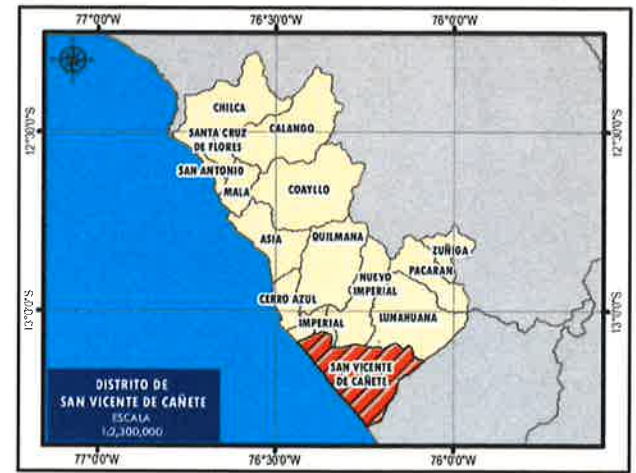 77°0'0"W 76°30'0"W 76°0'0"W
12°30'0"S
12°30'0"S
CHILCA
CALANGO
SANTA CRUZ
DE FLORES
SAN ANTONIO
MALA
COAYLLO
ASIA
QUILMANA
ZUÑIGA
PACARAN
NUEVO
IMPERIAL
CERRO AZUL
13°0'0"S
13°0'0"S
IMPERIAL
LUNAHUANA
SAN VICENTE
DE CAÑETE
DISTRITO DE
SAN VICENTE DE CAÑETE
ESCALA
1:2,300,000
77°0'0"W 76°30'0"W 76°0'0"W